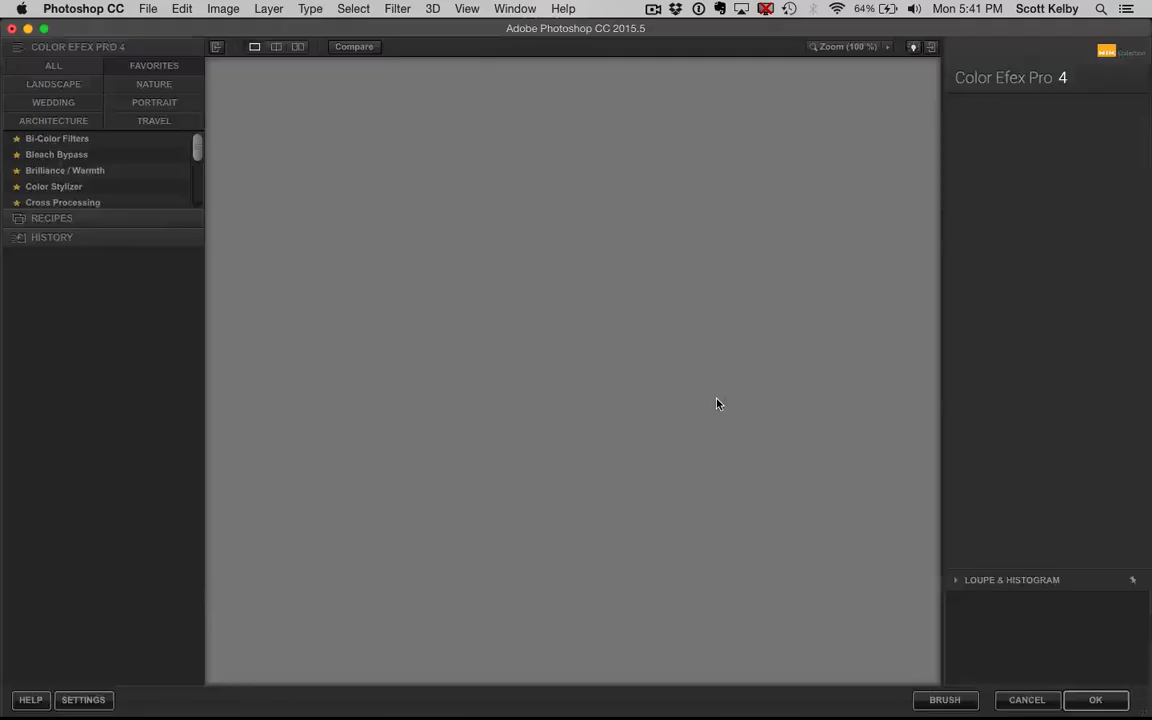 Photoshop CC File Edit Image Layer Type Select Filter 3D View Window Help 64% Mon 5:41 PM Scott Kelby
Adobe Photoshop CC 2015.5
COLOR EFEX PRO 4
Compare
Zoom (100 %)
ALL FAVORITES
LANDSCAPE NATURE
WEDDING PORTRAIT
ARCHITECTURE TRAVEL
Bi-Color Filters
Bleach Bypass
Brilliance / Warmth
Color Stylizer
Cross Processing
RECIPES
HISTORY
Collection
Color Efex Pro 4
LOUPE & HISTOGRAM
HELP SETTINGS
BRUSH CANCEL OK